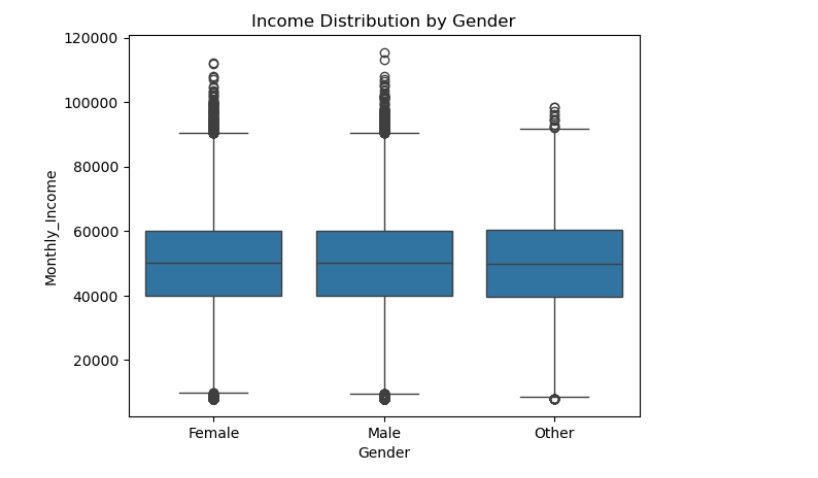 Income Distribution by Gender
120000
100000
80000
60000
40000
20000
Monthly_Income
Female Male Other
Gender